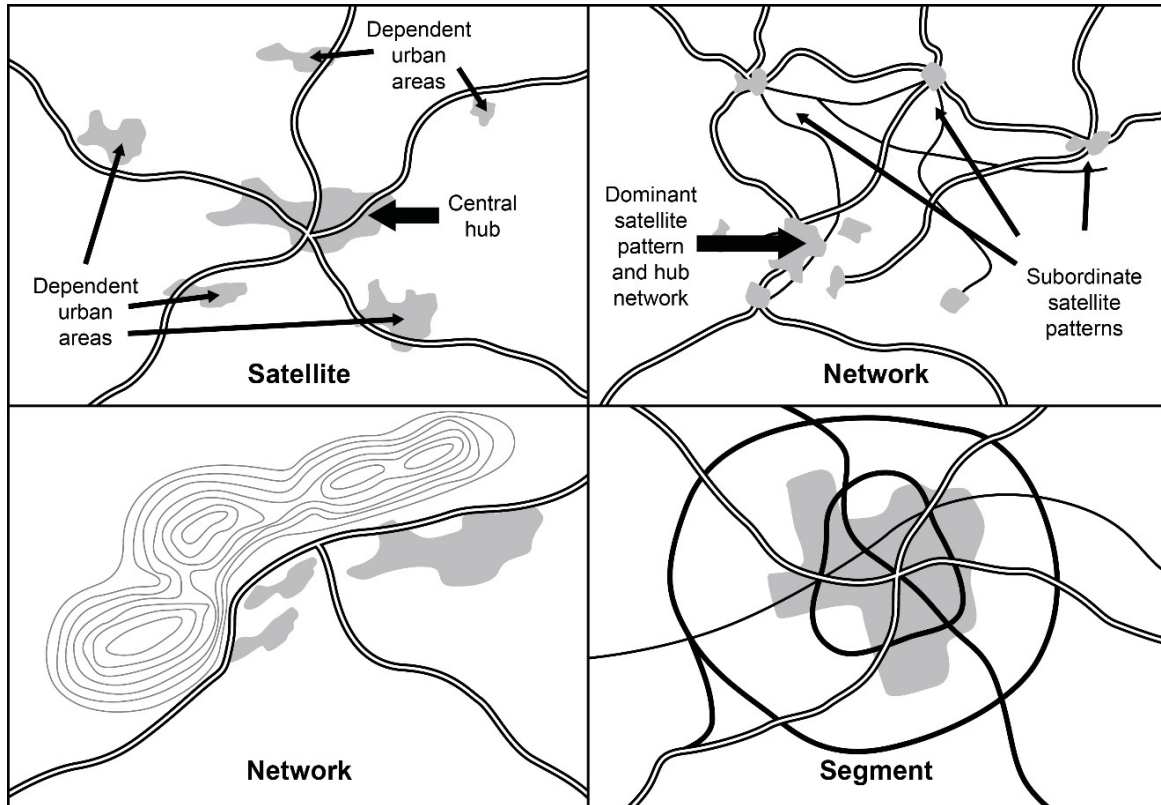 Dependent
urban
areas
Central
hub
Dependent
urban
areas
Satellite
Dominant
satellite
pattern
and hub
network
Subordinate
satellite
patterns
Network
Network
Segment